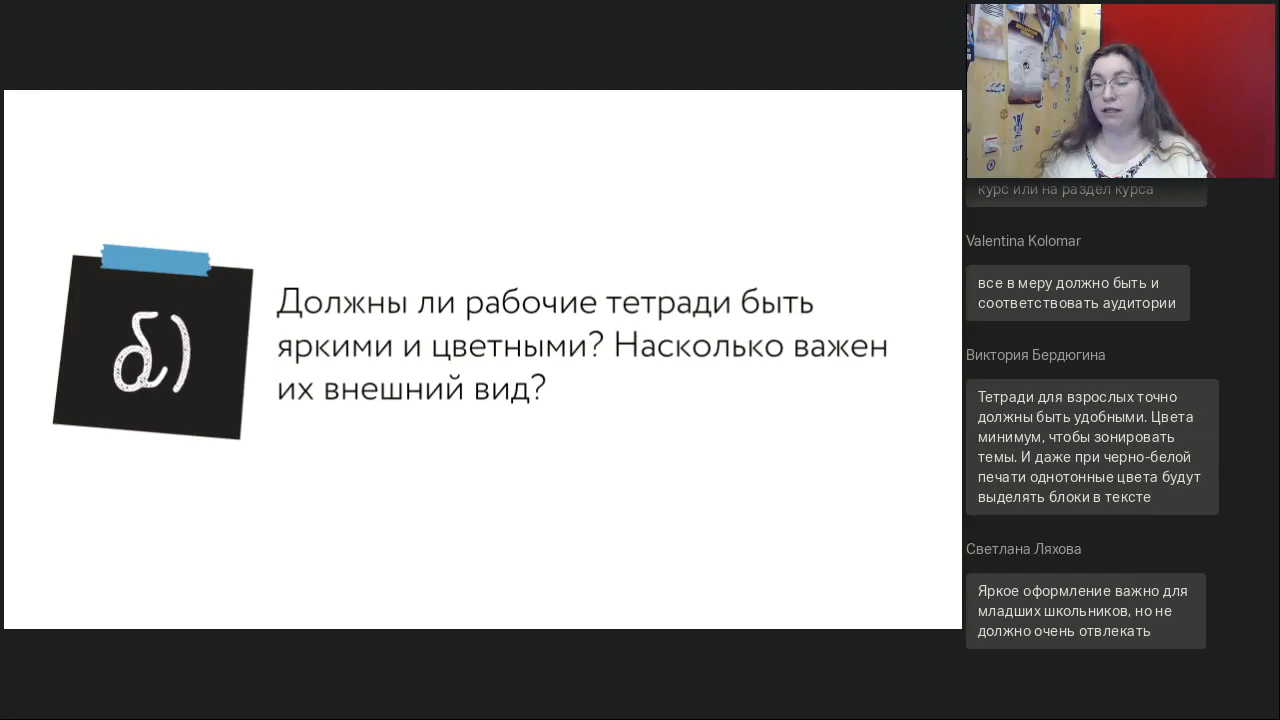 б)
Должны ли рабочие тетради быть
яркими и цветными? Насколько важен
их внешний вид?
CUP
курс или на раздел курса
Valentina Kolomar
все в меру должно быть и
соответствовать аудитории
Виктория Бердюгина
Тетради для взрослых точно
должны быть удобными. Цвета
минимум, чтобы зонировать
темы. И даже при черно-белой
печати однотонные цвета будут
выделять блоки в тексте
Светлана Ляхова
Яркое оформление важно для
младших школьников, но не
должно очень отвлекать